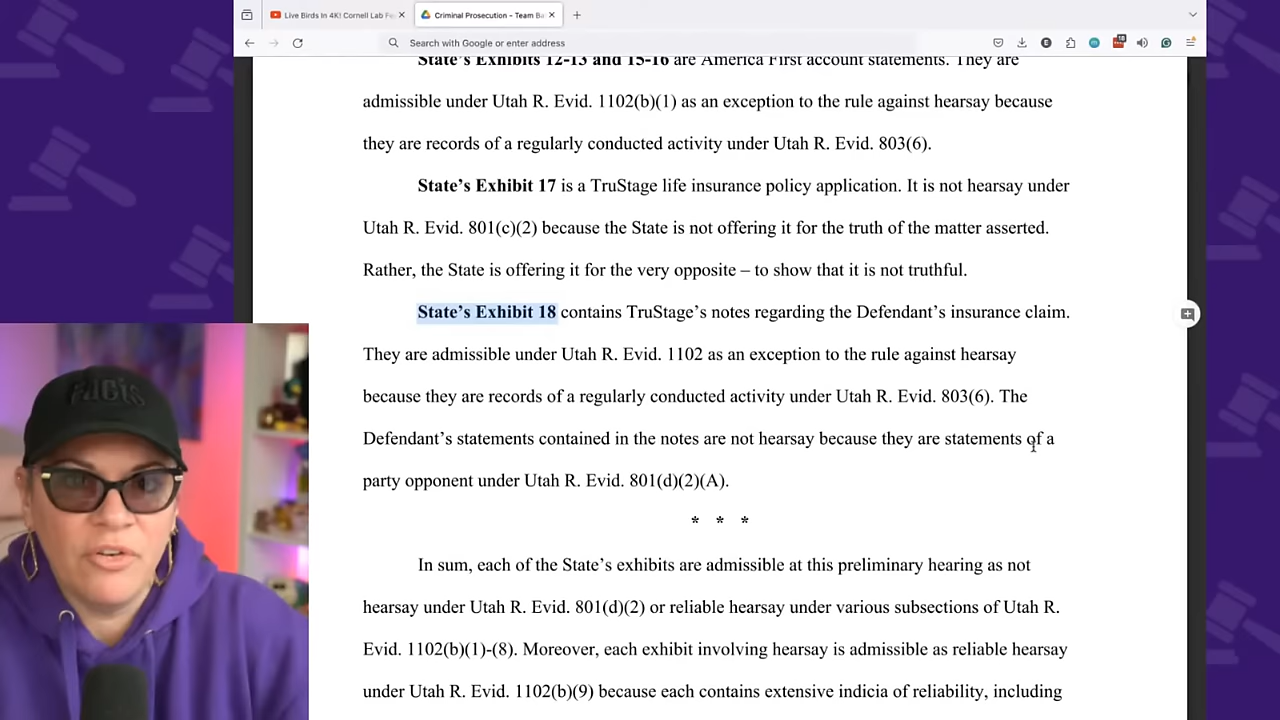 Live Birds In 4K! Cornell Lab Fe
Criminal Prosecution – Team Ba
Search with Google or enter address
18
State's Exhibits 12-13 and 15-16 are America First account statements. They are
admissible under Utah R. Evid. 1102(b)(1) as an exception to the rule against hearsay because
they are records of a regularly conducted activity under Utah R. Evid. 803(6).
State's Exhibit 17 is a TruStage life insurance policy application. It is not hearsay under
Utah R. Evid. 801(c)(2) because the State is not offering it for the truth of the matter asserted.
Rather, the State is offering it for the very opposite – to show that it is not truthful.
State's Exhibit 18 contains TruStage's notes regarding the Defendant's insurance claim.
They are admissible under Utah R. Evid. 1102 as an exception to the rule against hearsay
because they are records of a regularly conducted activity under Utah R. Evid. 803(6). The
Defendant's statements contained in the notes are not hearsay because they are statements of a
party opponent under Utah R. Evid. 801(d)(2)(A).
* * *
In sum, each of the State's exhibits are admissible at this preliminary hearing as not
hearsay under Utah R. Evid. 801(d)(2) or reliable hearsay under various subsections of Utah R.
Evid. 1102(b)(1)-(8). Moreover, each exhibit involving hearsay is admissible as reliable hearsay
under Utah R. Evid. 1102(b)(9) because each contains extensive indicia of reliability, including
facts